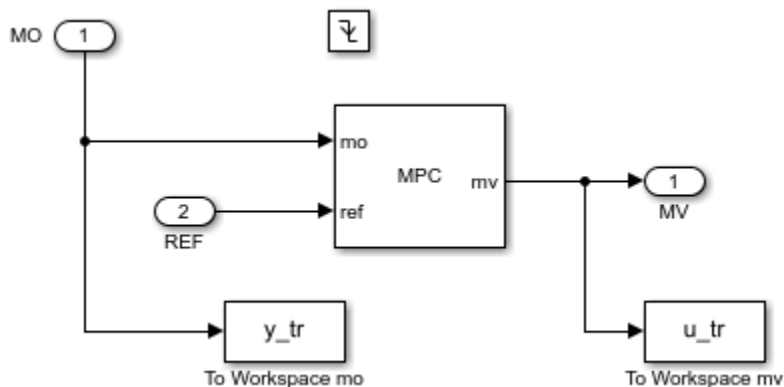 MO
1
mo
MPC
mv
1
MV
2
ref
REF
y_tr
u_tr
To Workspace mo
To Workspace mv